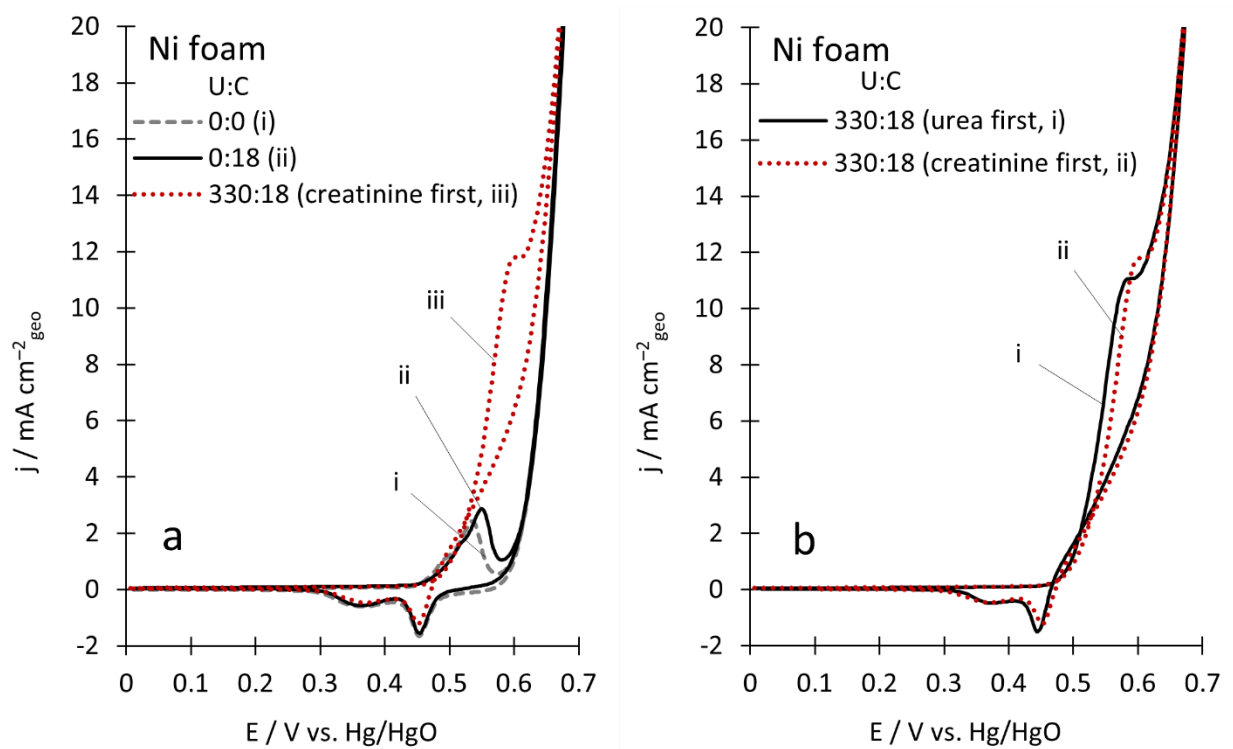 Ni foam
U:C
0:0 (i)
0:18 (ii)
330:18 (creatinine first, iii)
20
18
16
14
12
10
8
6
4
2
0
-2
j / mA cm⁻²geo
iii
ii
i
a
0 0.1 0.2 0.3 0.4 0.5 0.6 0.7
E / V vs. Hg/HgO
Ni foam
U:C
330:18 (urea first, i)
330:18 (creatinine first, ii)
20
18
16
14
12
10
8
6
4
2
0
-2
j / mA cm⁻²geo
ii
i
b
0 0.1 0.2 0.3 0.4 0.5 0.6 0.7
E / V vs. Hg/HgO